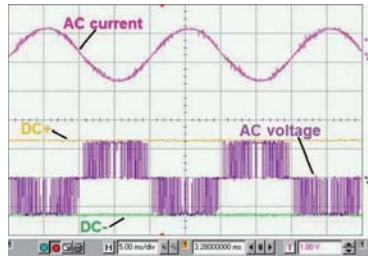 AC current
DC+
AC voltage
DC-
H 5.00 ms/div 3.28000000 ms T 1.00 V